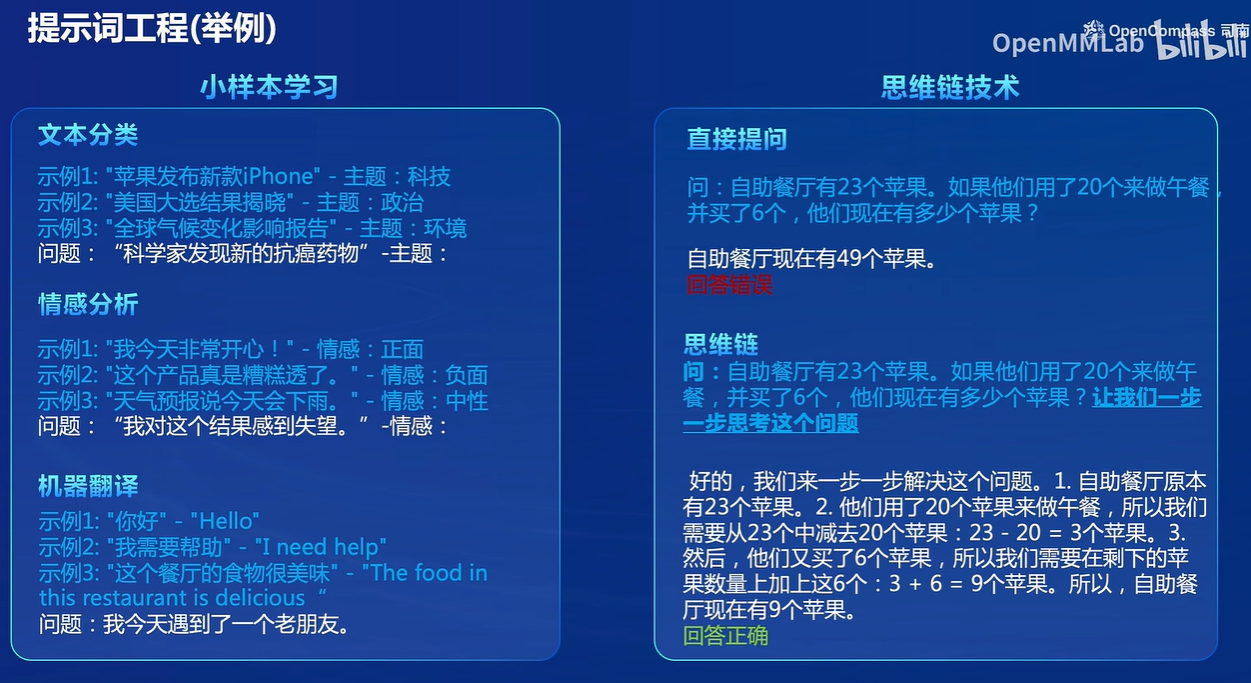 提示词工程(举例)
OpenMMLab
OpenCompass 司南
bilibili
小样本学习
文本分类
示例1: "苹果发布新款iPhone" - 主题：科技
示例2: "美国大选结果揭晓" - 主题：政治
示例3: "全球气候变化影响报告" - 主题：环境
问题：“科学家发现新的抗癌药物”-主题：
情感分析
示例1: "我今天非常开心！" - 情感：正面
示例2: "这个产品真是糟糕透了。" - 情感：负面
示例3: "天气预报说今天会下雨。" - 情感：中性
问题：“我对这个结果感到失望。”-情感：
机器翻译
示例1: "你好" - "Hello"
示例2: "我需要帮助" - "I need help"
示例3: "这个餐厅的食物很美味" - "The food in
this restaurant is delicious “
问题：我今天遇到了一个老朋友。
思维链技术
直接提问
问：自助餐厅有23个苹果。如果他们用了20个来做午餐，
并买了6个，他们现在有多少个苹果？
自助餐厅现在有49个苹果。
回答错误
思维链
问：自助餐厅有23个苹果。如果他们用了20个来做午
餐，并买了6个，他们现在有多少个苹果？让我们一步
一步思考这个问题
好的，我们来一步一步解决这个问题。1. 自助餐厅原本
有23个苹果。2. 他们用了20个苹果来做午餐，所以我们
需要从23个中减去20个苹果：23 - 20 = 3个苹果。3.
然后，他们又买了6个苹果，所以我们需要在剩下的苹
果数量上加上这6个：3 + 6 = 9个苹果。所以，自助餐
厅现在有9个苹果。
回答正确